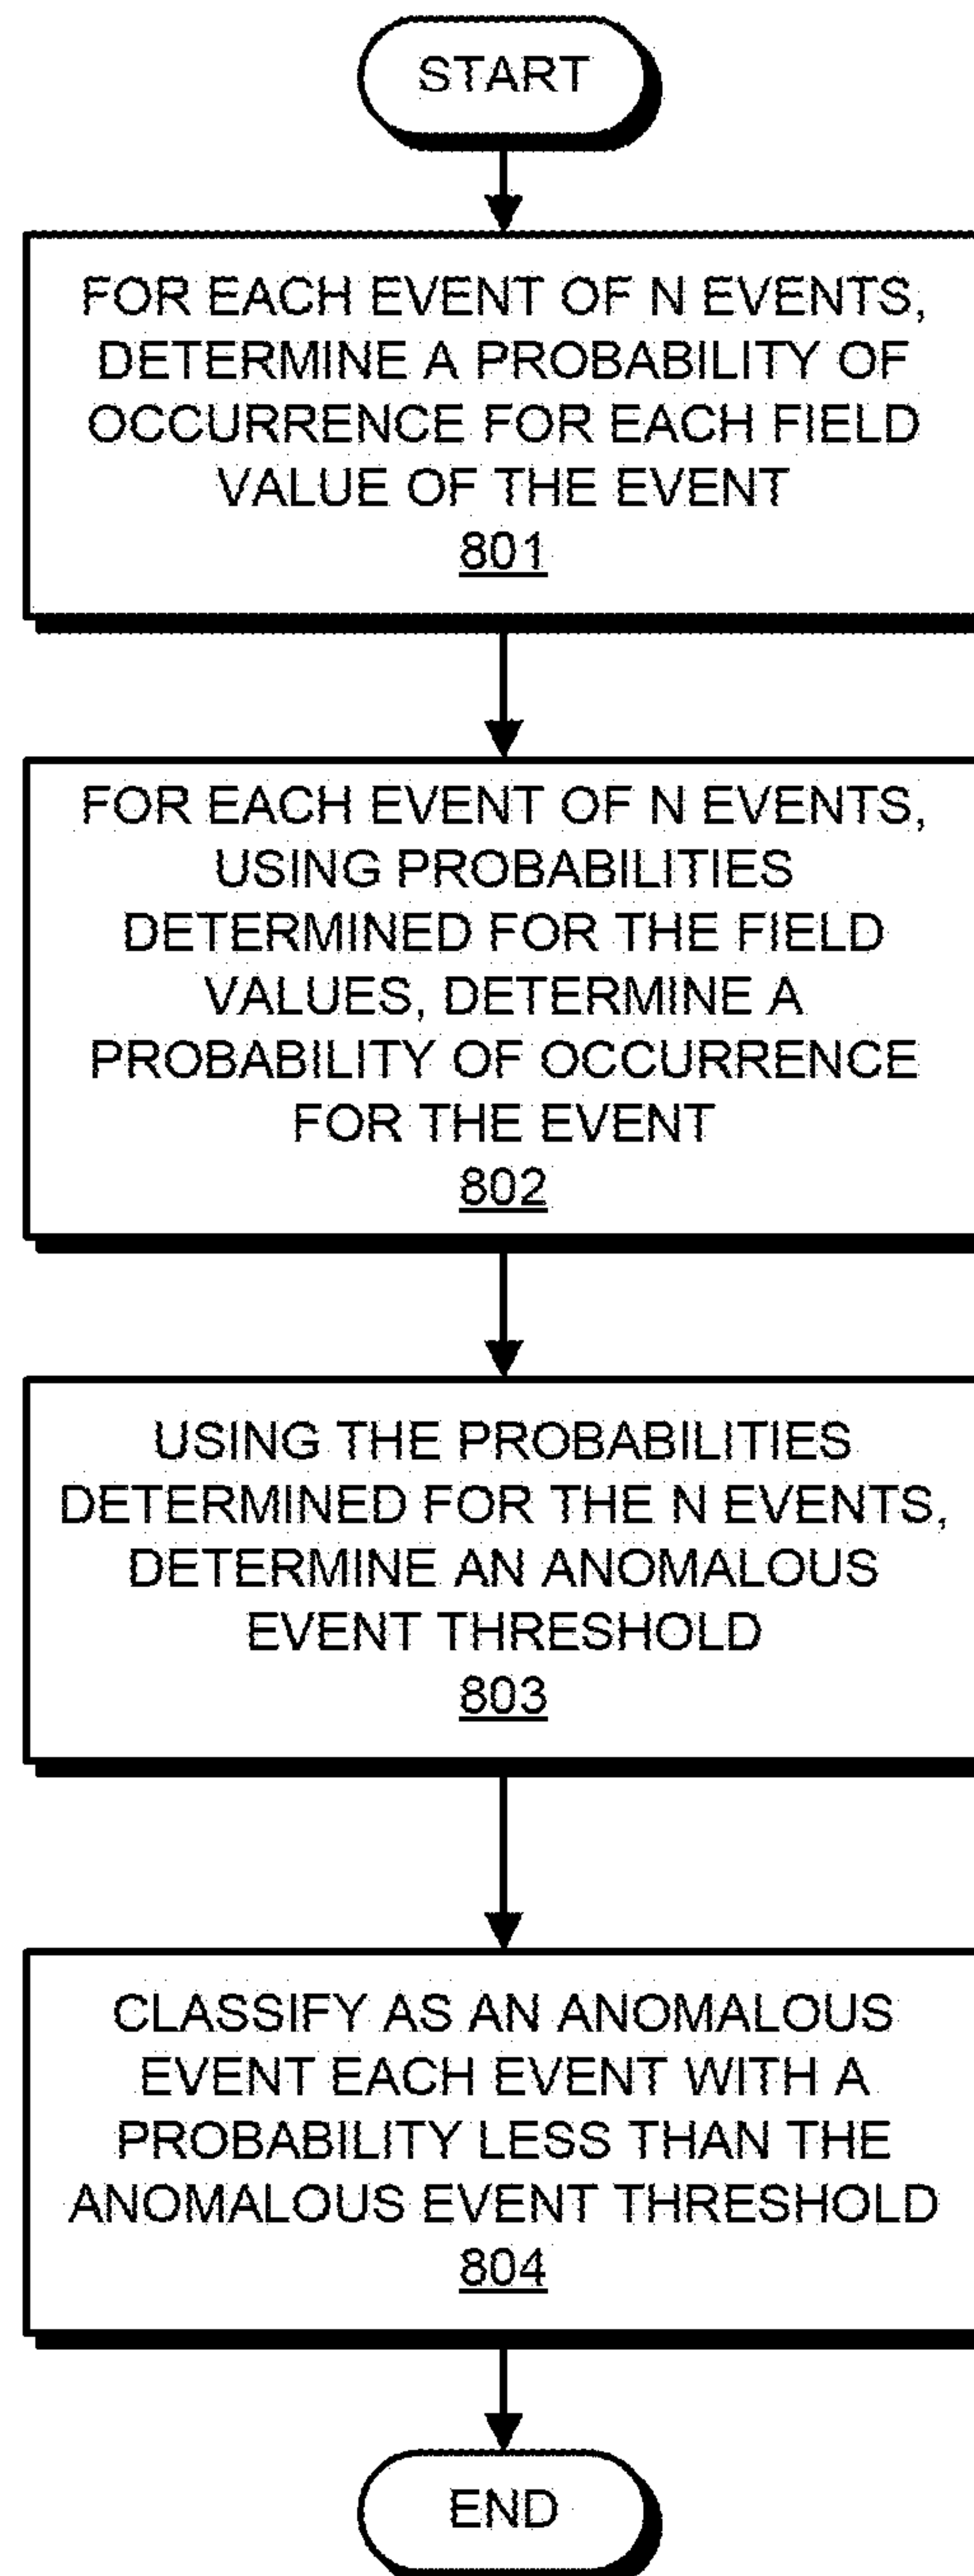 START
FOR EACH EVENT OF N EVENTS,
DETERMINE A PROBABILITY OF
OCCURRENCE FOR EACH FIELD
VALUE OF THE EVENT
801
FOR EACH EVENT OF N EVENTS,
USING PROBABILITIES
DETERMINED FOR THE FIELD
VALUES, DETERMINE A
PROBABILITY OF OCCURRENCE
FOR THE EVENT
802
USING THE PROBABILITIES
DETERMINED FOR THE N EVENTS,
DETERMINE AN ANOMALOUS
EVENT THRESHOLD
803
CLASSIFY AS AN ANOMALOUS
EVENT EACH EVENT WITH A
PROBABILITY LESS THAN THE
ANOMALOUS EVENT THRESHOLD
804
END